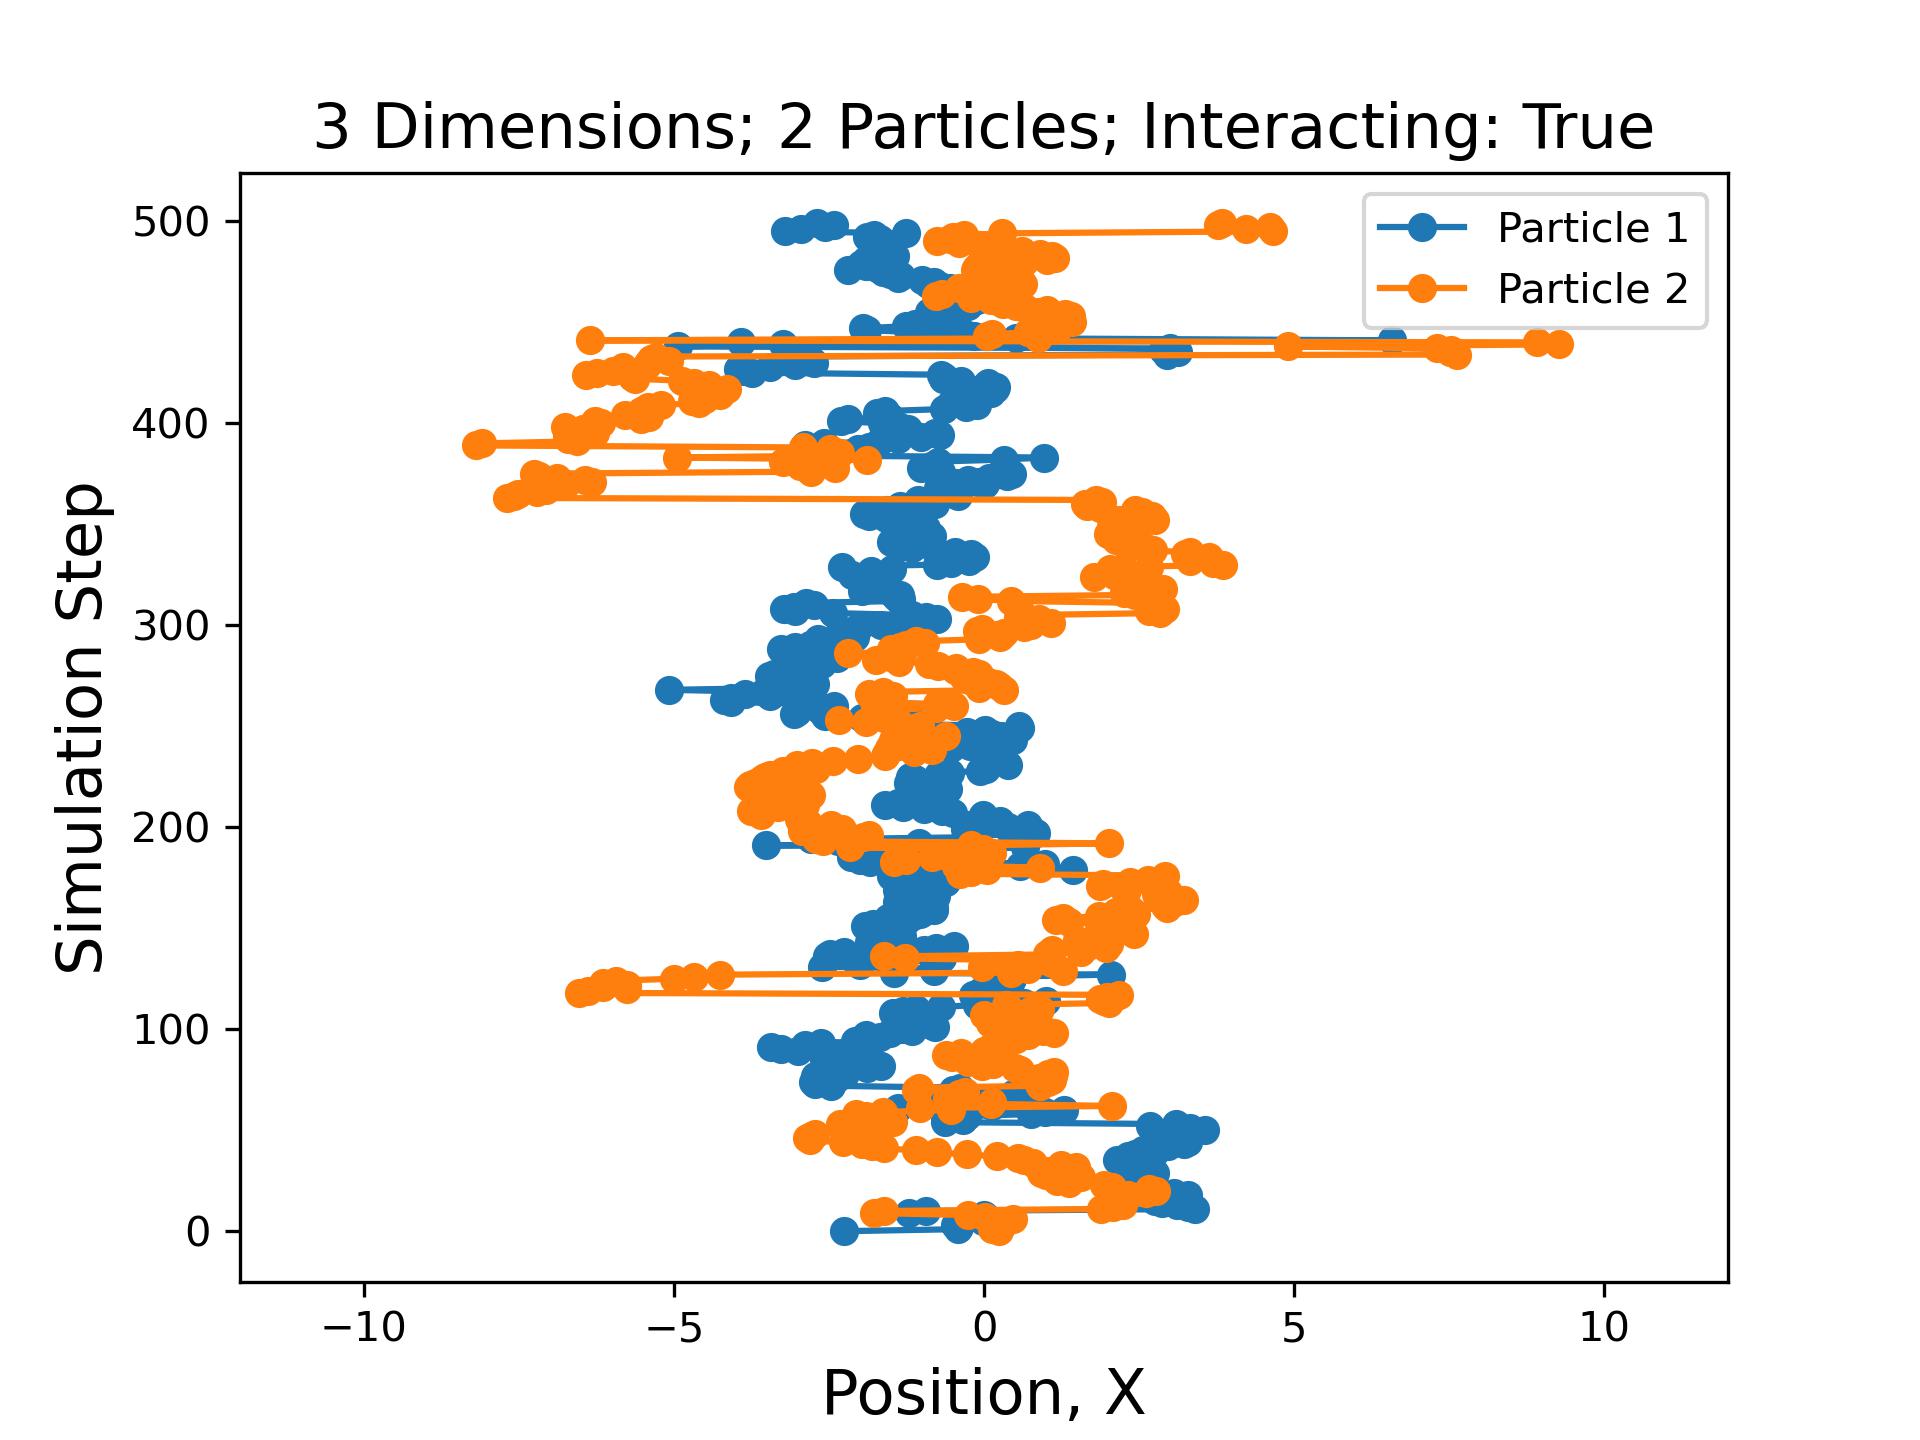 3 Dimensions; 2 Particles; Interacting: True
Particle 1
Particle 2
500
400
300
200
100
0
Simulation Step
−10
−5
0
5
10
Position, X